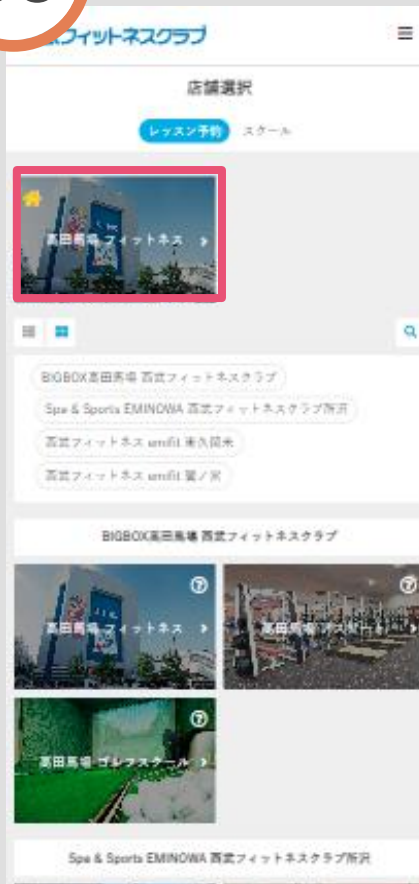 フィットネスクラブ
店舗選択
レッスン予約 スクール
高田馬場 フィットネス
BIGBOX高田馬場 西武フィットネスクラブ
Spa & Sports EMINOWA 西武フィットネスクラブ所沢
西武フィットネス emifit 東久留米
西武フィットネス emifit 鷺ノ宮
BIGBOX高田馬場 西武フィットネスクラブ
高田馬場 フィットネス
高田馬場
高田馬場 ゴルフスクール
Spa & Sports EMINOWA 西武フィットネスクラブ所沢